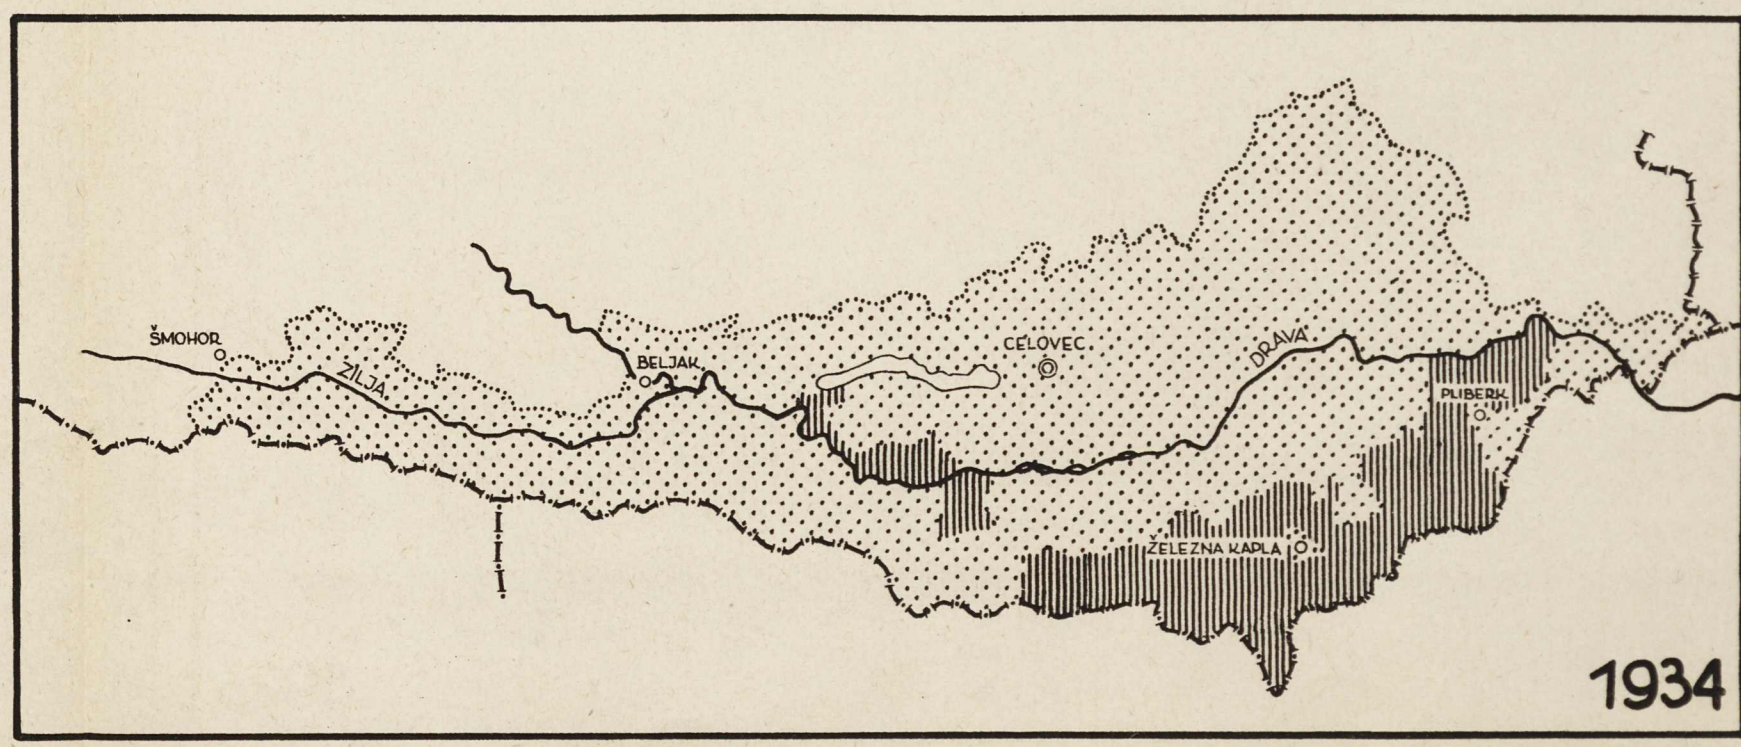 ŠMOHOR
ZILJA
BELJAK
CELOVEC
DRAVA
PLIBERK
ŽELEZNA KAPLA
1934